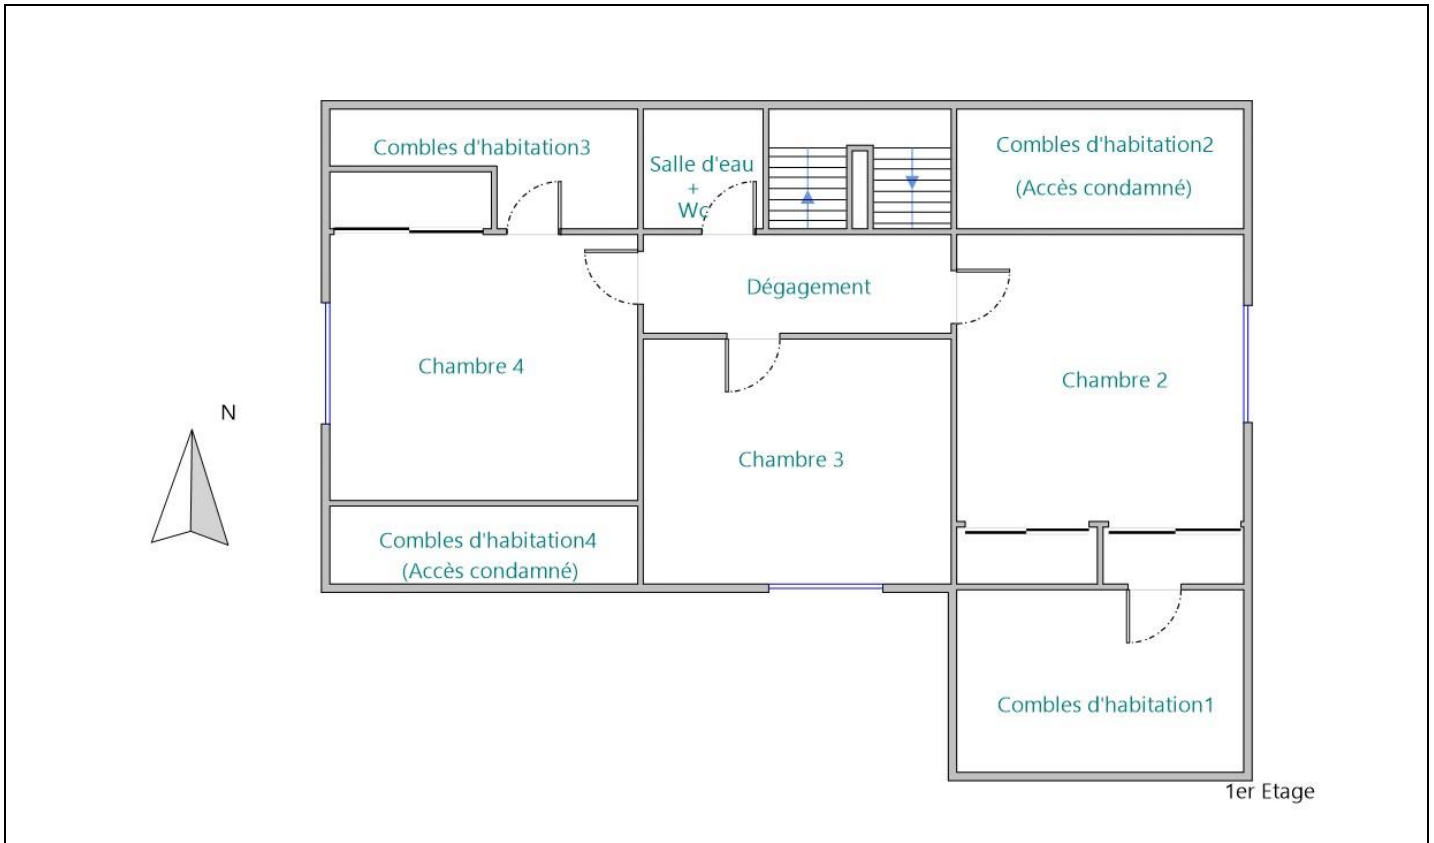 Combles d'habitation3
Salle d'eau
+
Wc
Combles d'habitation2
(Accès condamné)
Dégagement
Chambre 4
Chambre 2
N
Chambre 3
Combles d'habitation4
(Accès condamné)
Combles d'habitation1
1er Etage